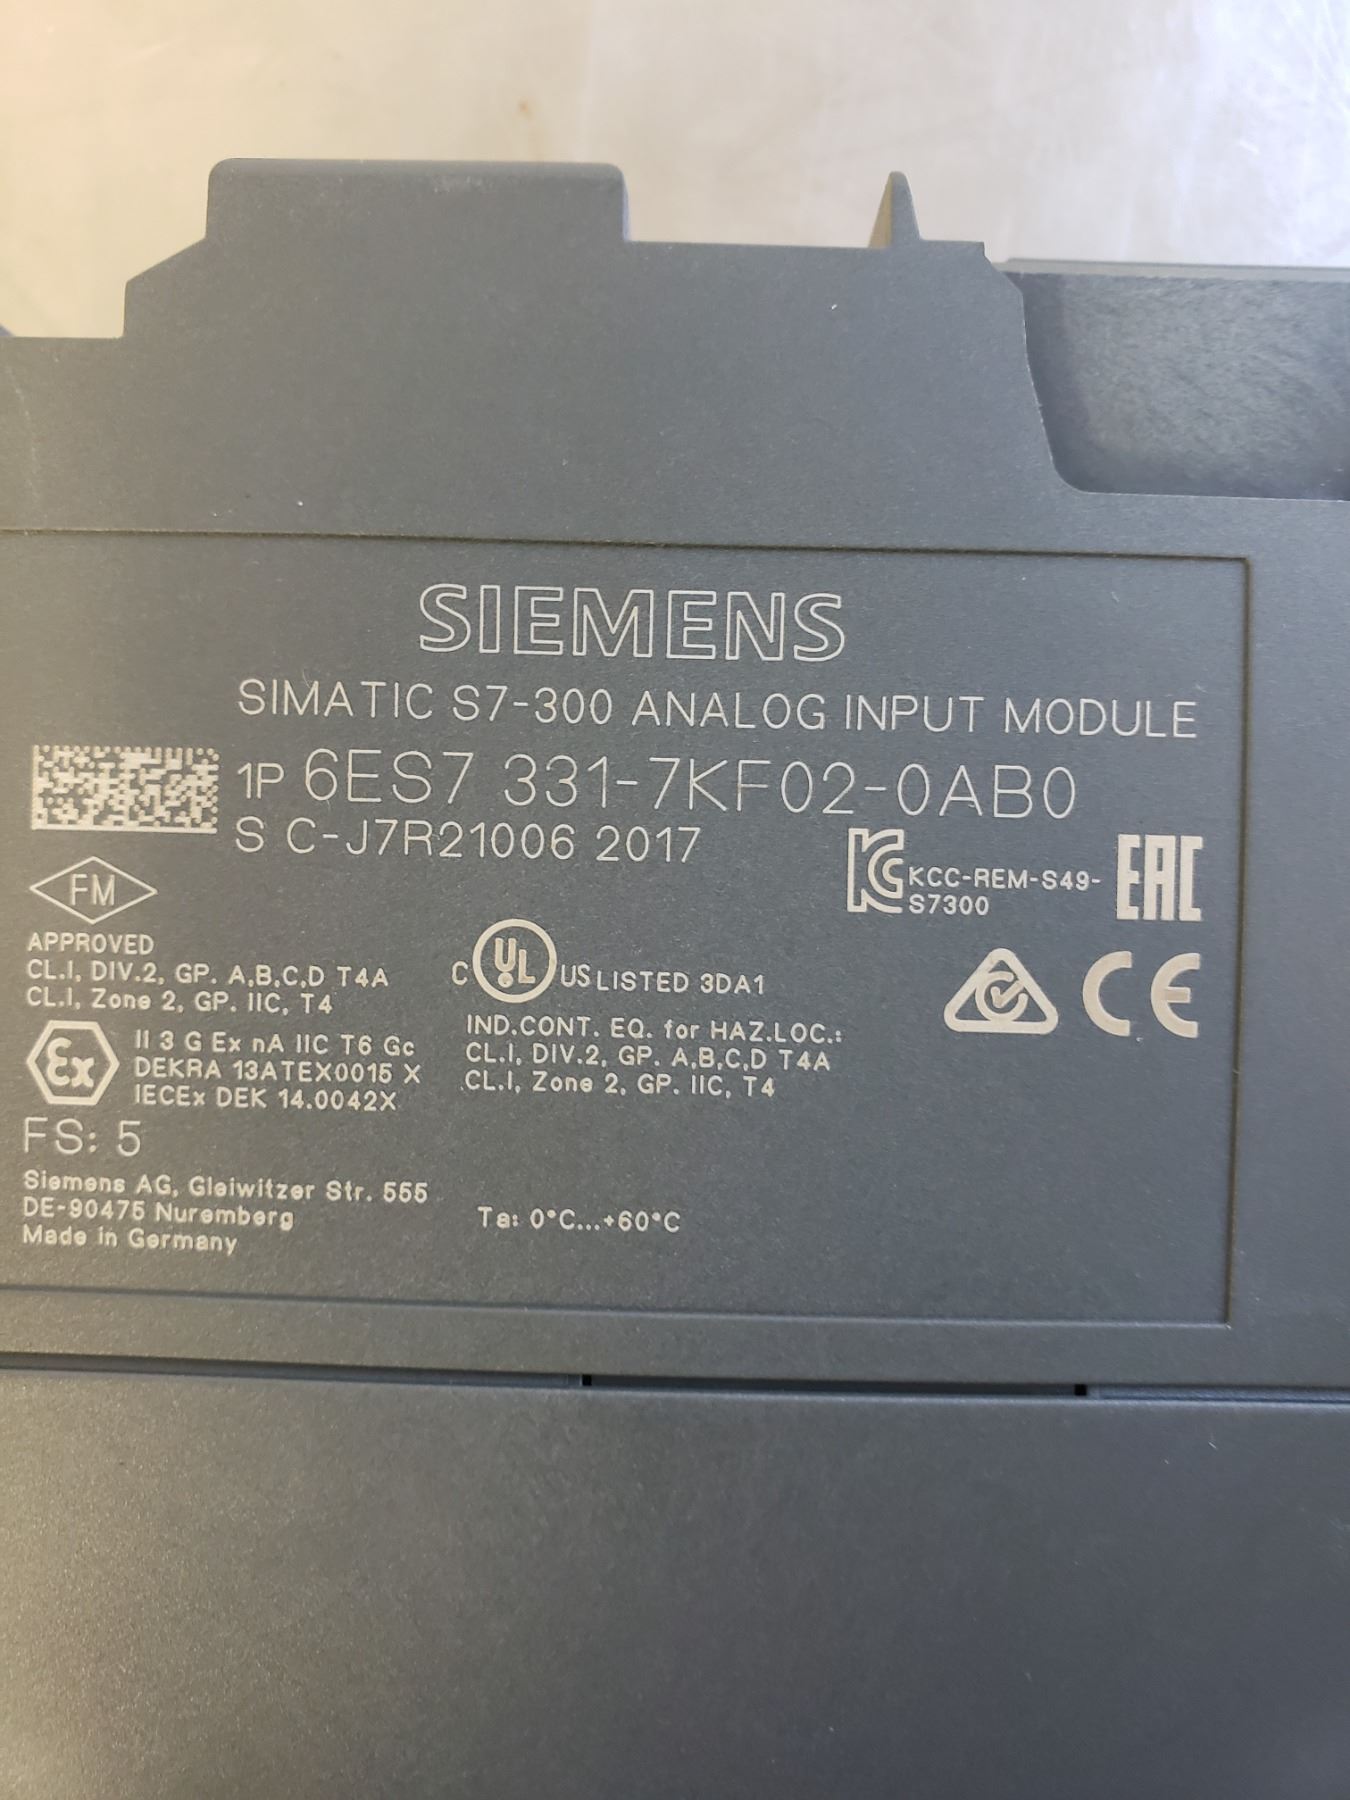 SIEMENS
SIMATIC S7-300 ANALOG INPUT MODULE
1P 6ES7 331-7KF02-0AB0
S C-J7R21006 2017
KCC-REM-S49-
S7300
EAC
FM
APPROVED
CL.I, DIV.2, GP. A,B,C,D T4A
CL.I, Zone 2, GP. IIC, T4
C UL US LISTED 3DA1
IND.CONT. EQ. for HAZ.LOC.:
CL.I, DIV.2, GP. A,B,C,D T4A
CL.I, Zone 2, GP. IIC, T4
CE
Ex
II 3 G Ex nA IIC T6 Gc
DEKRA 13ATEX0015 X
IECEx DEK 14.0042X
FS: 5
Siemens AG, Gleiwitzer Str. 555
DE-90475 Nuremberg
Made in Germany
Ta: 0°C...+60°C